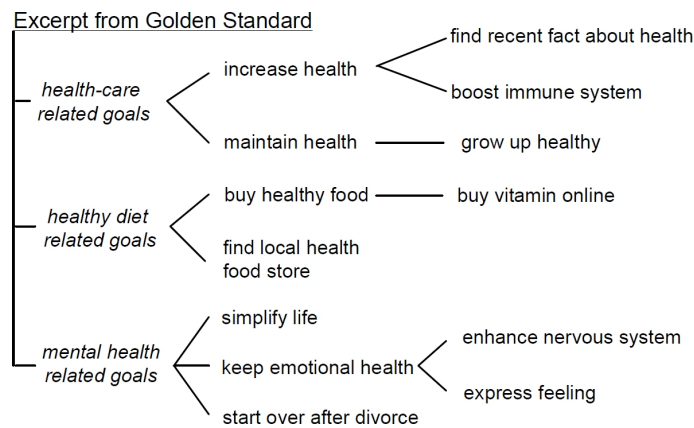 Excerpt from Golden Standard
health-care
related goals
increase health
find recent fact about health
boost immune system
maintain health
grow up healthy
healthy diet
related goals
buy healthy food
buy vitamin online
find local health
food store
mental health
related goals
simplify life
keep emotional health
enhance nervous system
express feeling
start over after divorce